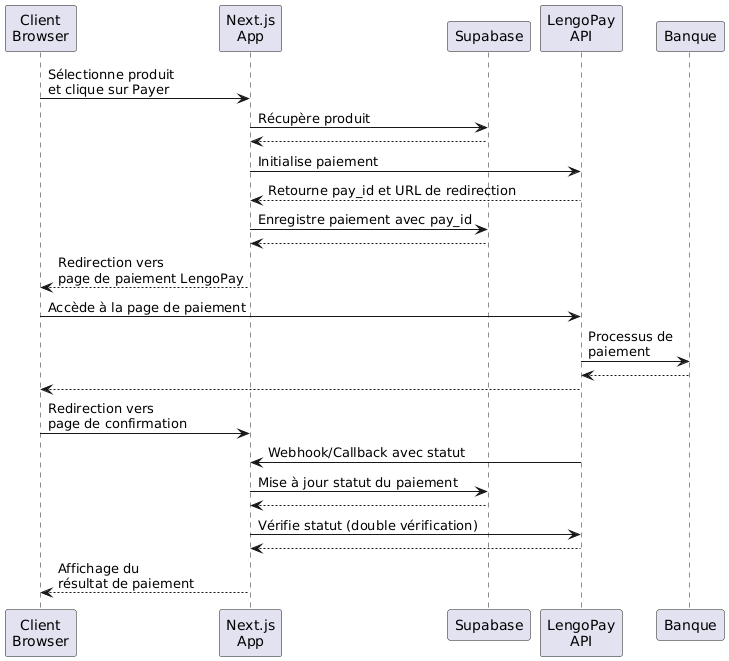 Client
Browser
Next.js
App
Supabase
LengoPay
API
Banque
Sélectionne produit
et clique sur Payer
Récupère produit
Initialise paiement
Retourne pay_id et URL de redirection
Enregistre paiement avec pay_id
Redirection vers
page de paiement LengoPay
Accède à la page de paiement
Processus de
paiement
Redirection vers
page de confirmation
Webhook/Callback avec statut
Mise à jour statut du paiement
Vérifie statut (double vérification)
Affichage du
résultat de paiement
Client
Browser
Next.js
App
Supabase
LengoPay
API
Banque